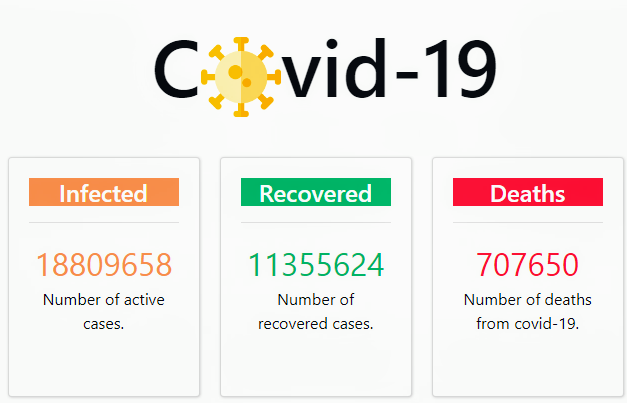 Covid-19
Infected
18809658
Number of active
cases.
Recovered
11355624
Number of
recovered cases.
Deaths
707650
Number of deaths
from covid-19.